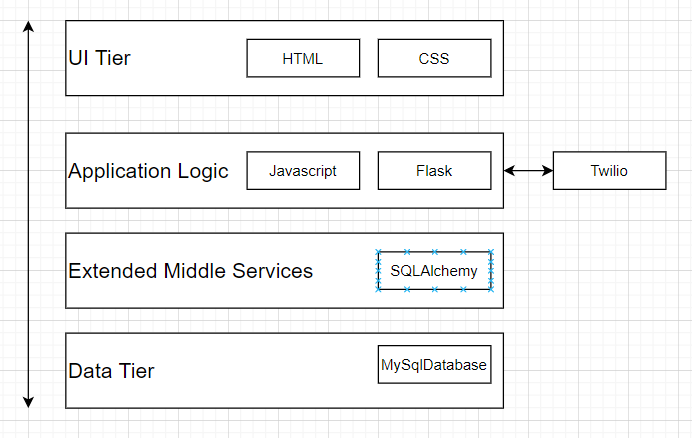 UI Tier
HTML
CSS
Application Logic
Javascript
Flask
Twilio
Extended Middle Services
SQLAlchemy
Data Tier
MySqlDatabase